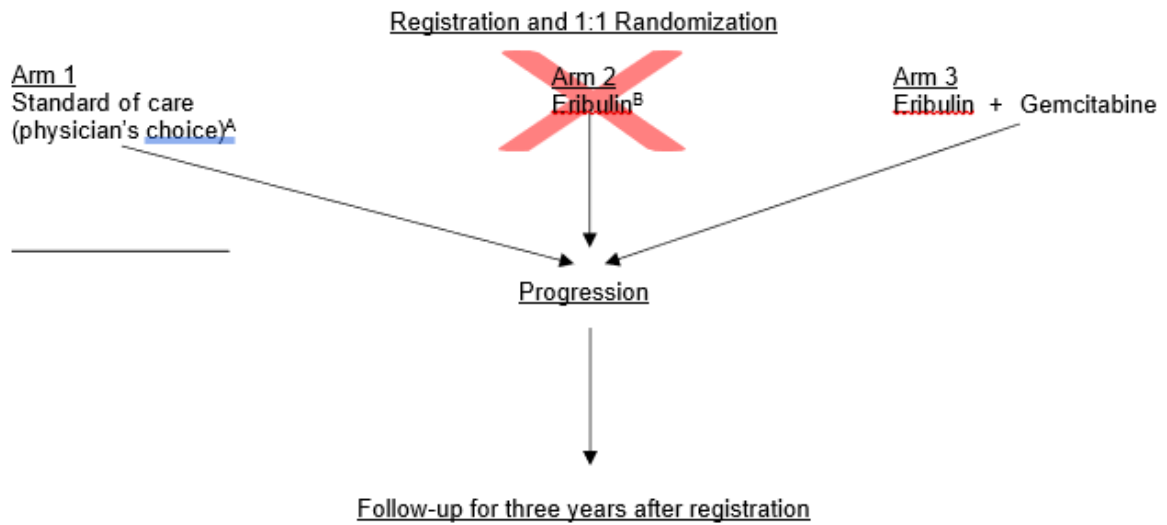 Registration and 1:1 Randomization
Arm 1
Standard of care
(physician's choice)A
Arm 2
EribulinB
Arm 3
Eribulin + Gemcitabine
Progression
Follow-up for three years after registration